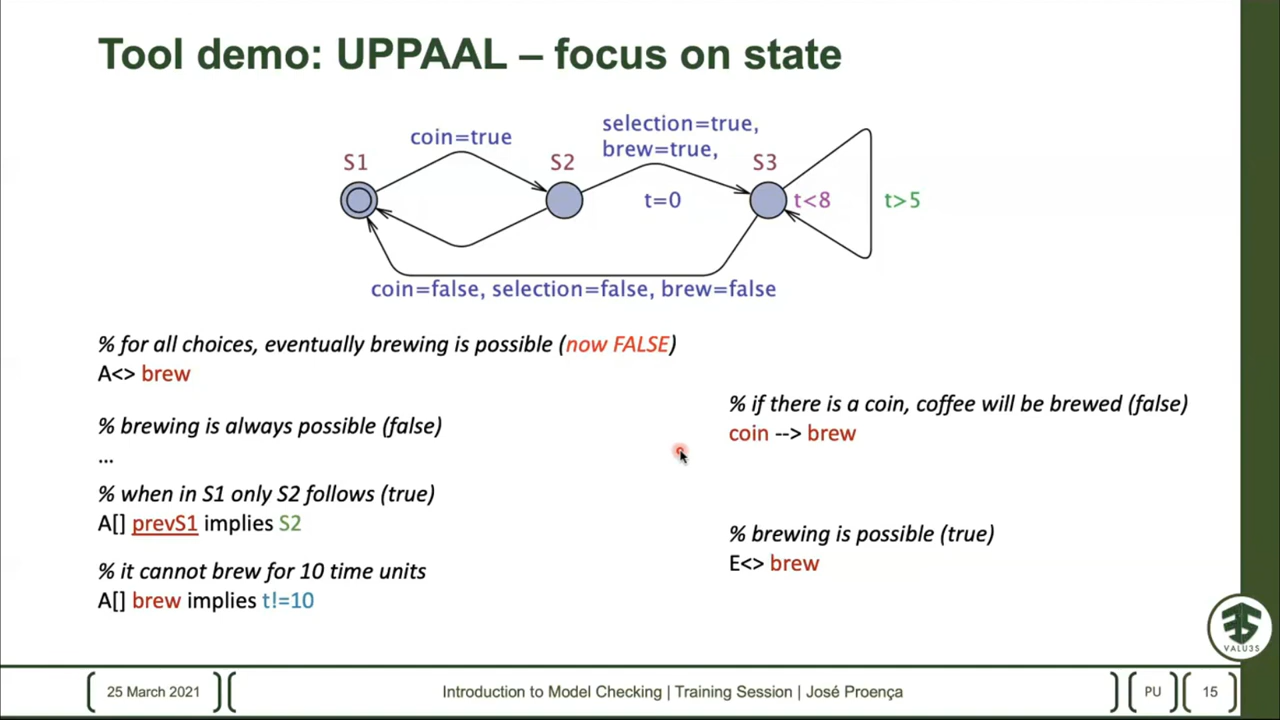 Tool demo: UPPAAL – focus on state
coin=true
selection=true,
brew=true,
S1
S2
S3
t=0
t<8
t>5
coin=false, selection=false, brew=false
% for all choices, eventually brewing is possible (now FALSE)
A<> brew
% brewing is always possible (false)
...
% when in S1 only S2 follows (true)
A[] prevS1 implies S2
% it cannot brew for 10 time units
A[] brew implies t!=10
% if there is a coin, coffee will be brewed (false)
coin --> brew
% brewing is possible (true)
E<> brew
VALU3S
25 March 2021
Introduction to Model Checking | Training Session | José Proença
PU
15